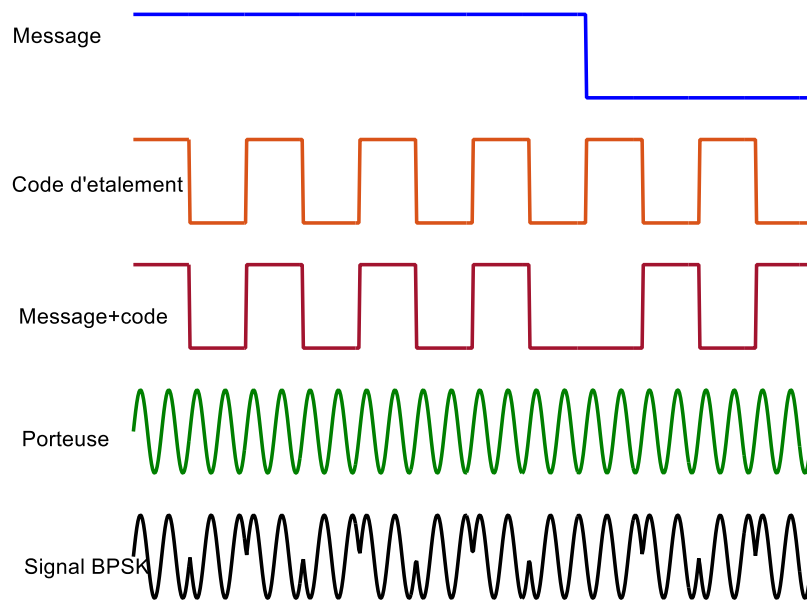 Message
Code d'etalement
Message+code
Porteuse
Signal BPSK